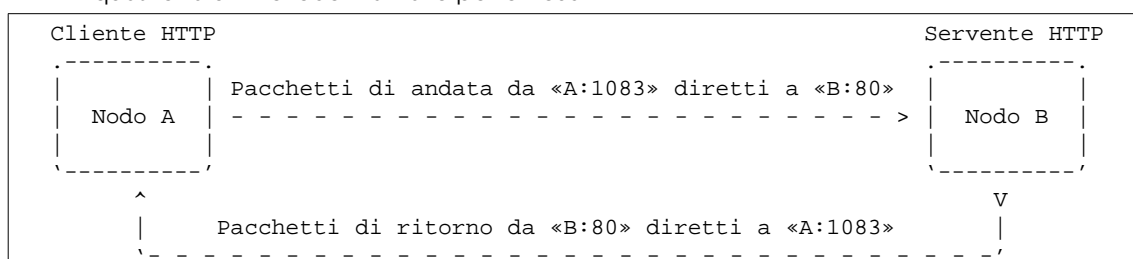 Cliente HTTP Servente HTTP
Pacchetti di andata da «A:1083» diretti a «B:80»
Nodo A Nodo B
Pacchetti di ritorno da «B:80» diretti a «A:1083»